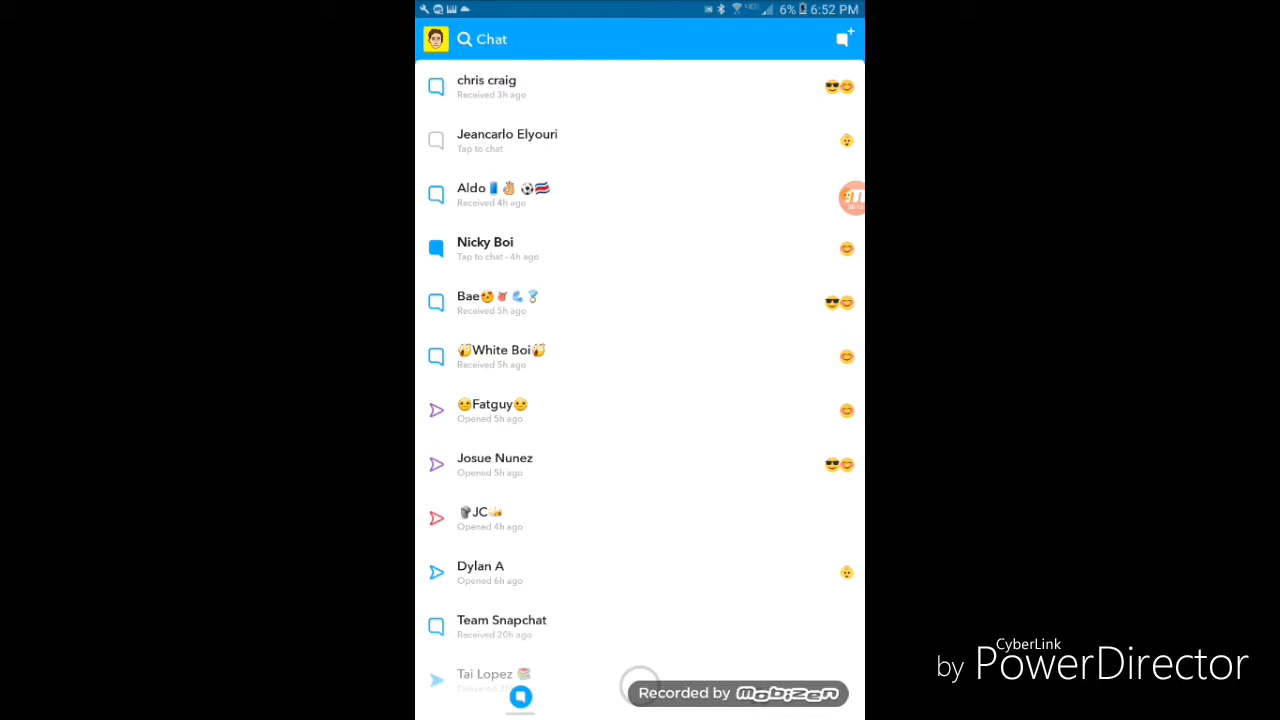 6% 6:52 PM
Chat
chris craig
Received 3h ago
Jeancarlo Elyouri
Tap to chat
Aldo
Received 4h ago
Nicky Boi
Tap to chat - 4h ago
Bae
Received 5h ago
White Boi
Received 5h ago
Fatguy
Opened 5h ago
Josue Nunez
Opened 5h ago
JC
Opened 4h ago
Dylan A
Opened 6h ago
Team Snapchat
Received 20h ago
Tai Lopez
Delivered
Recorded by mobizen
CyberLink
by PowerDirector